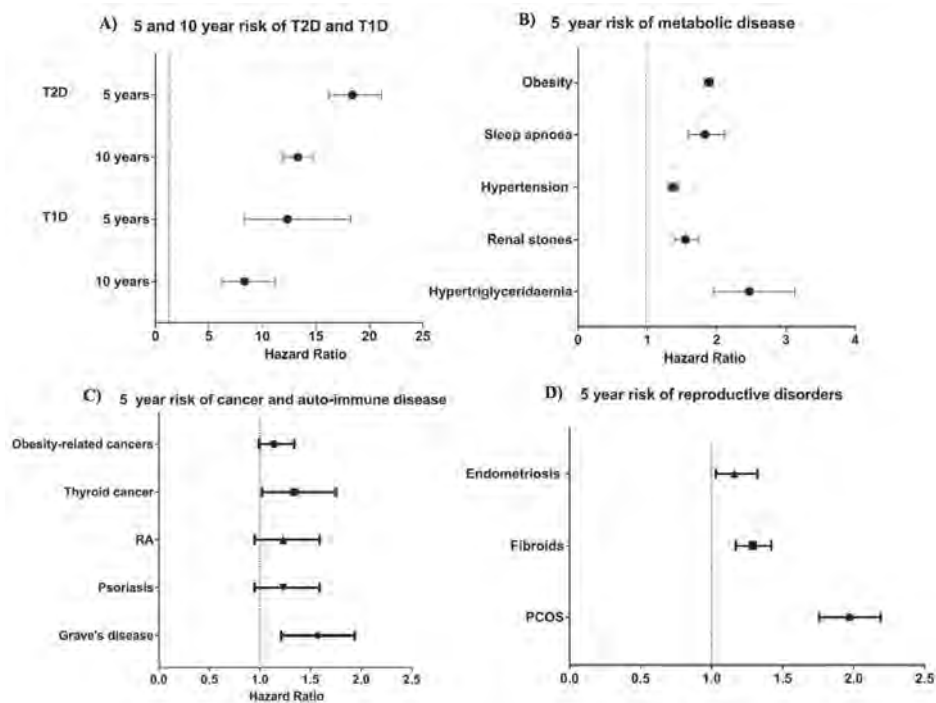 A) 5 and 10 year risk of T2D and T1D
T2D 5 years
10 years
T1D 5 years
10 years
0 5 10 15 20 25
Hazard Ratio
B) 5 year risk of metabolic disease
Obesity
Sleep apnoea
Hypertension
Renal stones
Hypertriglyceridaemia
0 1 2 3 4
Hazard Ratio
C) 5 year risk of cancer and auto-immune disease
Obesity-related cancers
Thyroid cancer
RA
Psoriasis
Grave's disease
0.0 0.5 1.0 1.5 2.0 2.5
Hazard Ratio
D) 5 year risk of reproductive disorders
Endometriosis
Fibroids
PCOS
0.0 0.5 1.0 1.5 2.0 2.5